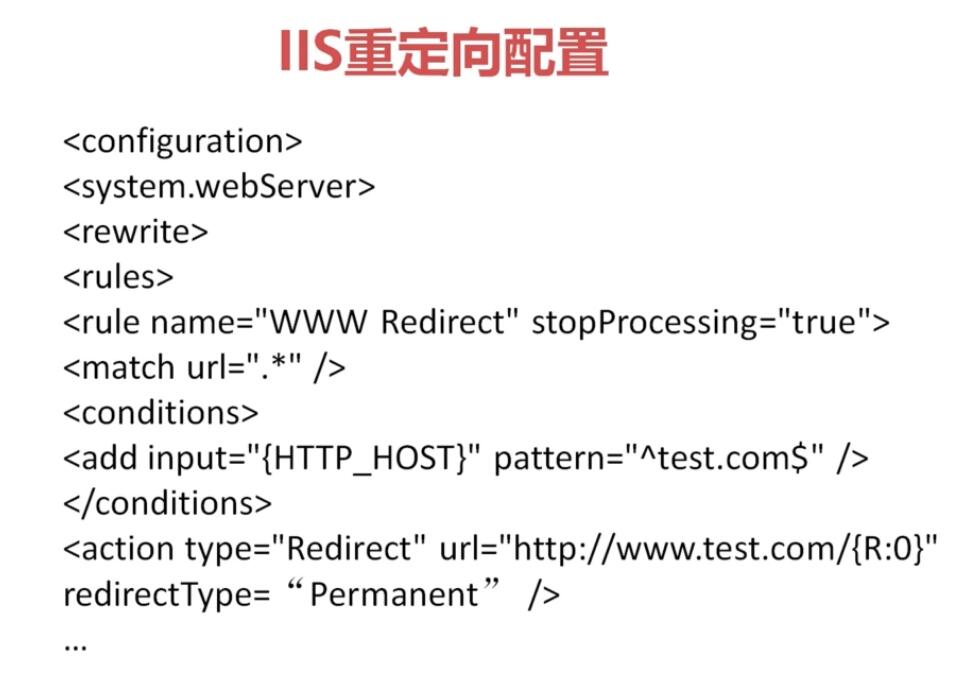 IIS重定向配置
<configuration>
<system.webServer>
<rewrite>
<rules>
<rule name="WWW Redirect" stopProcessing="true">
<match url=".*" />
<conditions>
<add input="{HTTP_HOST}" pattern="^test.com$" />
</conditions>
<action type="Redirect" url="http://www.test.com/{R:0}"
redirectType= “Permanent” />
...